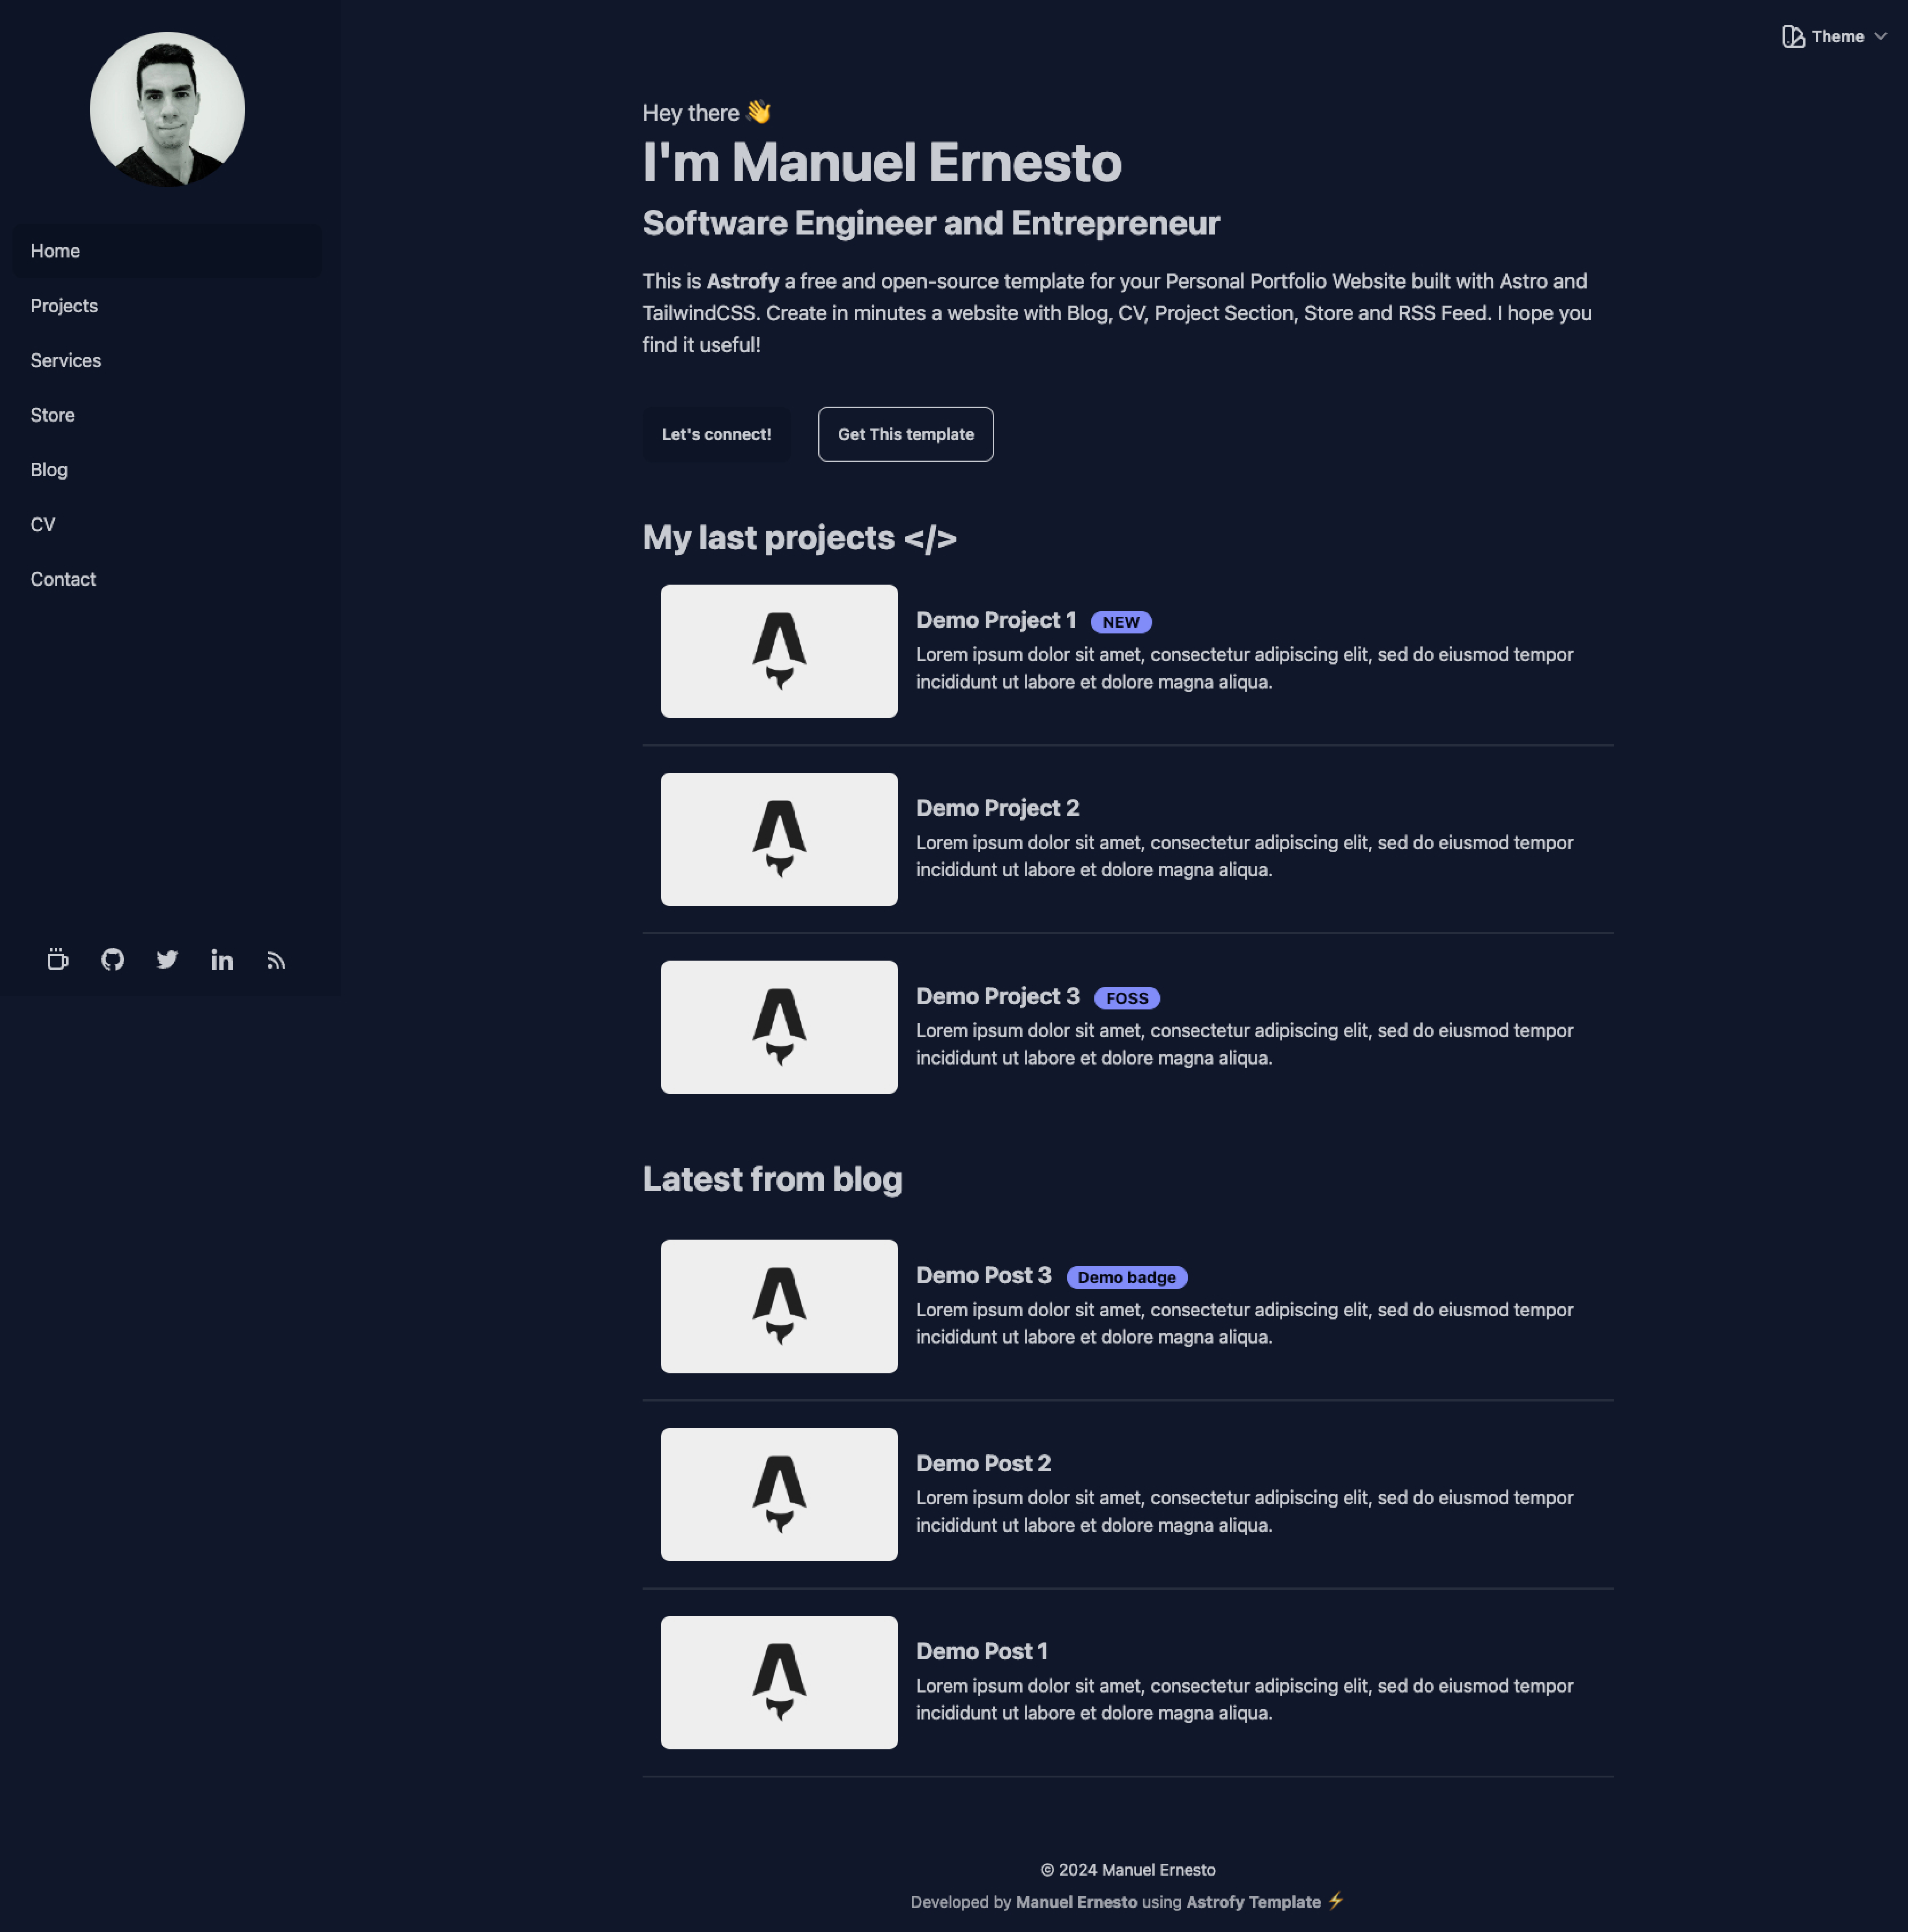 Theme
Home
Projects
Services
Store
Blog
CV
Contact
Hey there 👋
I'm Manuel Ernesto
Software Engineer and Entrepreneur
This is Astrofy a free and open-source template for your Personal Portfolio Website built with Astro and
TailwindCSS. Create in minutes a website with Blog, CV, Project Section, Store and RSS Feed. I hope you
find it useful!
Let's connect!
Get This template
My last projects </>
Demo Project 1 NEW
Lorem ipsum dolor sit amet, consectetur adipiscing elit, sed do eiusmod tempor
incididunt ut labore et dolore magna aliqua.
Demo Project 2
Lorem ipsum dolor sit amet, consectetur adipiscing elit, sed do eiusmod tempor
incididunt ut labore et dolore magna aliqua.
Demo Project 3 FOSS
Lorem ipsum dolor sit amet, consectetur adipiscing elit, sed do eiusmod tempor
incididunt ut labore et dolore magna aliqua.
Latest from blog
Demo Post 3 Demo badge
Lorem ipsum dolor sit amet, consectetur adipiscing elit, sed do eiusmod tempor
incididunt ut labore et dolore magna aliqua.
Demo Post 2
Lorem ipsum dolor sit amet, consectetur adipiscing elit, sed do eiusmod tempor
incididunt ut labore et dolore magna aliqua.
Demo Post 1
Lorem ipsum dolor sit amet, consectetur adipiscing elit, sed do eiusmod tempor
incididunt ut labore et dolore magna aliqua.
© 2024 Manuel Ernesto
Developed by Manuel Ernesto using Astrofy Template ⚡